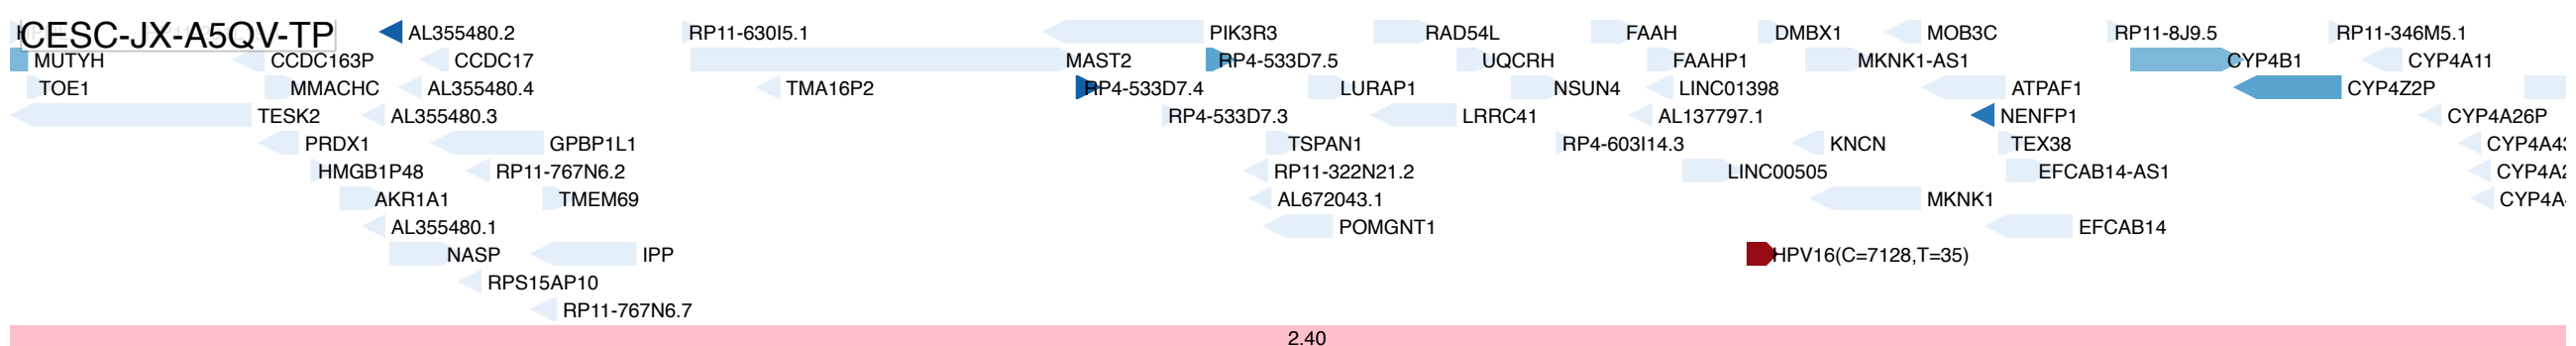 CESC-JX-A5QV-TP AL355480.2 RP11-630I5.1 PIK3R3 RAD54L FAAH DMBX1 MOB3C RP11-8J9.5 RP11-346M5.1
MUTYH CCDC163P CCDC17 MAST2 RP4-533D7.5 UQCRH FAAHP1 MKNK1-AS1 CYP4B1 CYP4A11
TOE1 MMACHC AL355480.4 TMA16P2 RP4-533D7.4 LURAP1 NSUN4 LINC01398 ATPAF1 CYP4Z2P
TESK2 AL355480.3 RP4-533D7.3 LRRC41 AL137797.1 NENFP1 CYP4A26P
PRDX1 GPBP1L1 TSPAN1 RP4-603I14.3 KNCN TEX38
HMGB1P48 RP11-767N6.2 RP11-322N21.2 LINC00505 EFCAB14-AS1
AKR1A1 TMEM69 AL672043.1 MKNK1
AL355480.1 POMGNT1 EFCAB14
NASP IPP HPV16(C=7128,T=35)
RPS15AP10
RP11-767N6.7
2.40